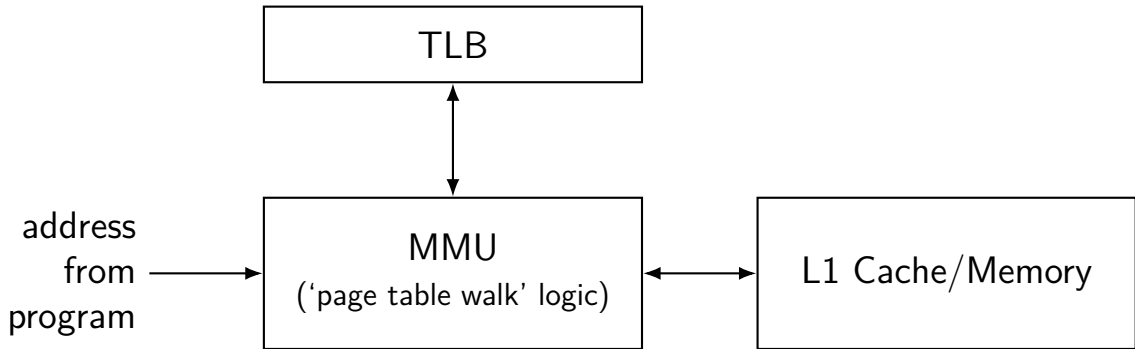 TLB
address
from
program
MMU
(‘page table walk’ logic)
L1 Cache/Memory